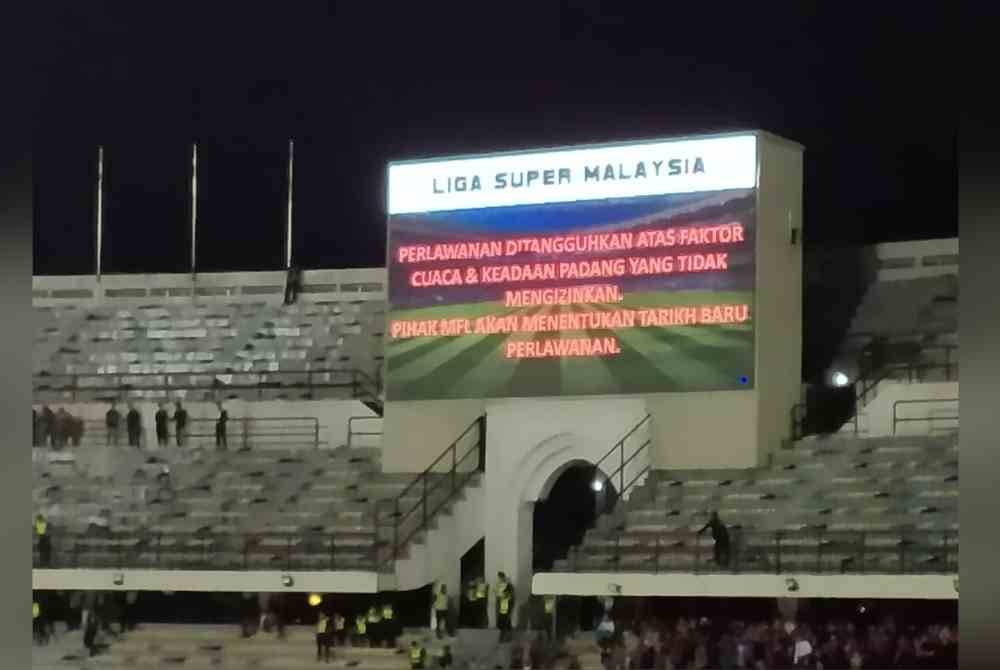 LIGA SUPER MALAYSIA
PERLAWANAN DITANGGUHKAN ATAS FAKTOR
CUACA & KEADAAN PADANG YANG TIDAK
MENGIZINKAN.
PIHAK MFL AKAN MENENTUKAN TARIKH BARU
PERLAWANAN.